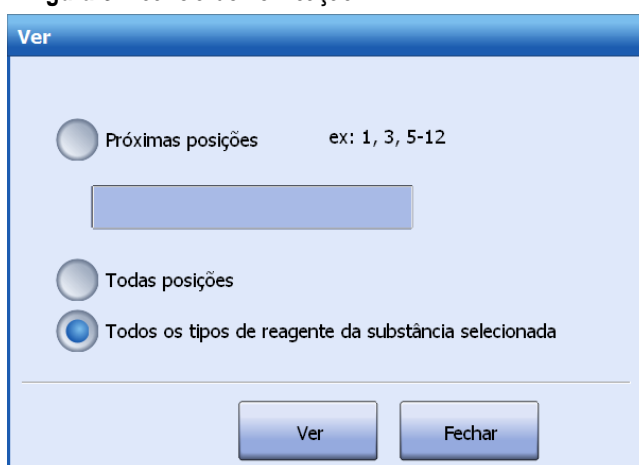 Ver
Próximas posições ex: 1, 3, 5-12
Todas posições
Todos os tipos de reagente da substância selecionada
Ver Fechar